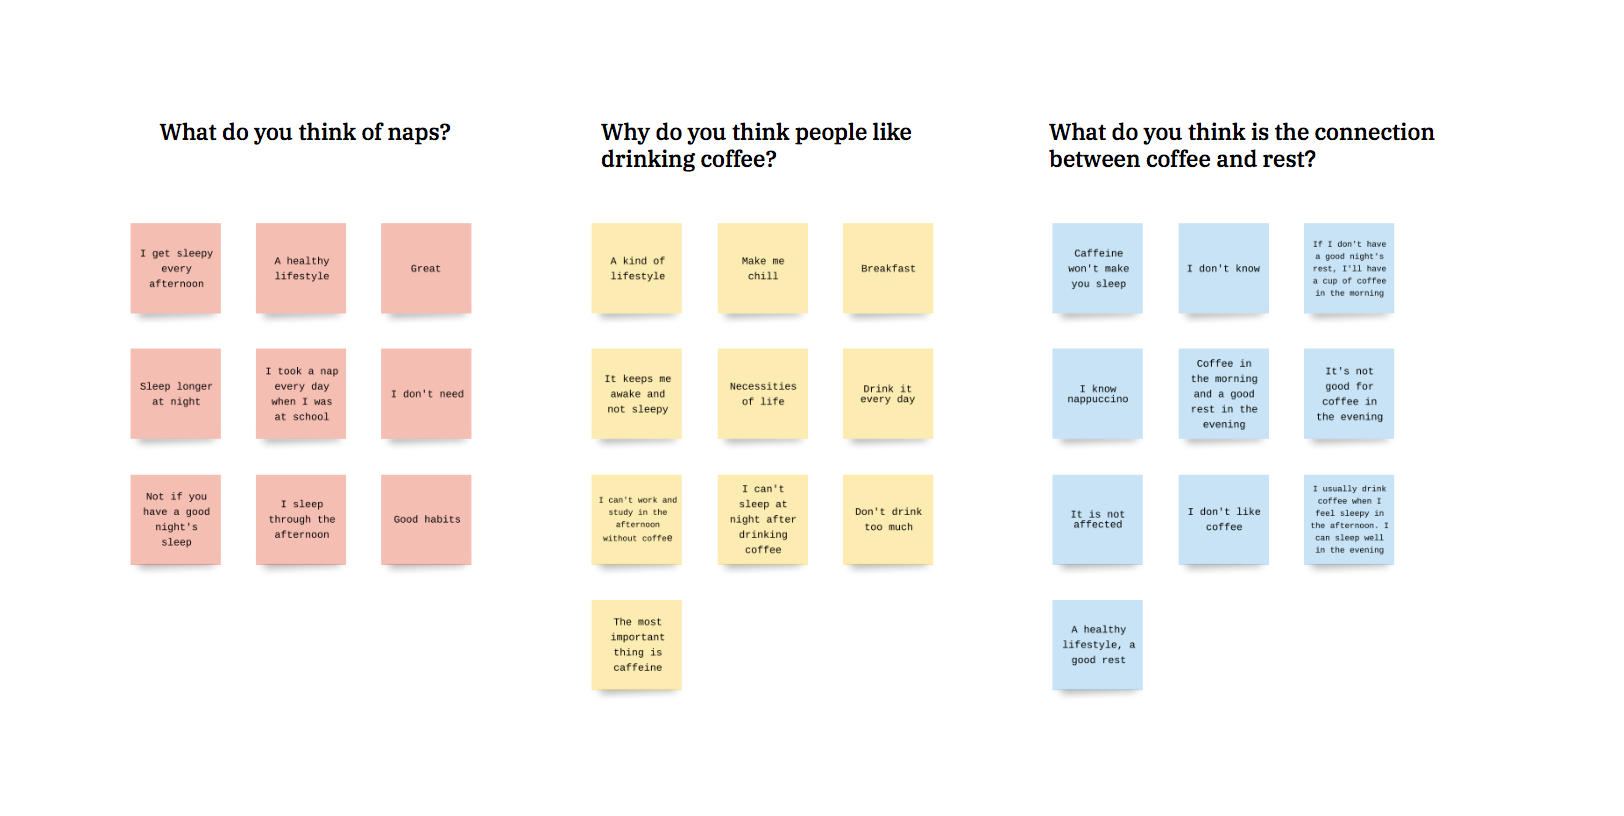 What do you think of naps?
I get sleepy
every
afternoon
A healthy
lifestyle
Great
Sleep longer
at night
I took a nap
every day
when I was
at school
I don't need
Not if you
have a good
night's
sleep
I sleep
through the
afternoon
Good habits
Why do you think people like
drinking coffee?
A kind of
lifestyle
Make me
chill
Breakfast
It keeps me
awake and
not sleepy
Necessities
of life
Drink it
every day
I can't work and
study in the
afternoon
without coffee
I can't
sleep at
night after
drinking
coffee
Don't drink
too much
The most
important
thing is
caffeine
What do you think is the connection
between coffee and rest?
Caffeine
won't make
you sleep
I don't know
If I don't have
a good night's
rest, I'll have
a cup of coffee
in the morning
I know
nappuccino
Coffee in
the morning
and a good
rest in the
evening
It's not
good for
coffee in
the evening
It is not
affected
I don't like
coffee
I usually drink
coffee when I
feel sleepy in
the afternoon. I
can sleep well
in the evening
A healthy
lifestyle, a
good rest